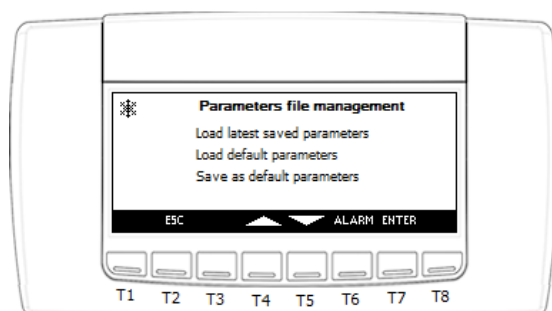 Parameters file management
Load latest saved parameters
Load default parameters
Save as default parameters
ESC ALARM ENTER
T1 T2 T3 T4 T5 T6 T7 T8